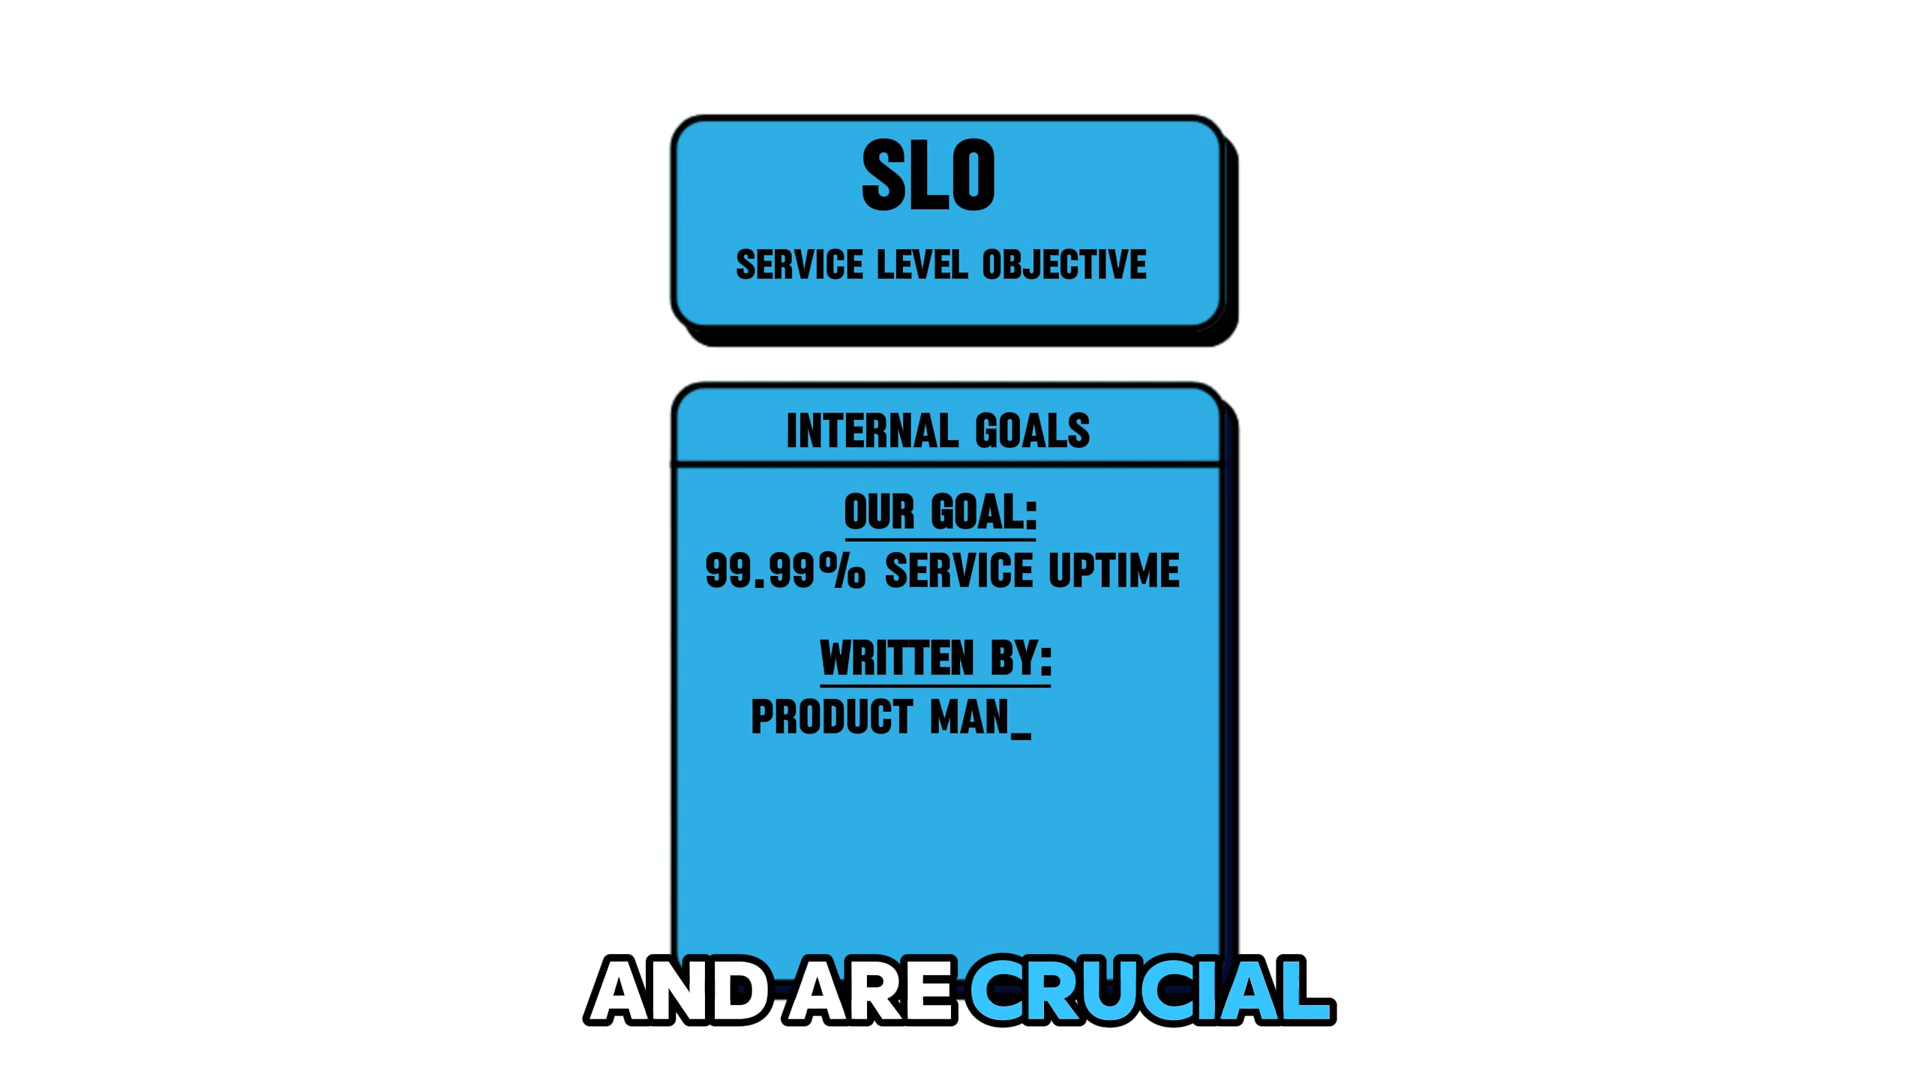 SLO
SERVICE LEVEL OBJECTIVE
INTERNAL GOALS
OUR GOAL:
99.99% SERVICE UPTIME
WRITTEN BY:
PRODUCT MAN_
AND ARE CRUCIAL